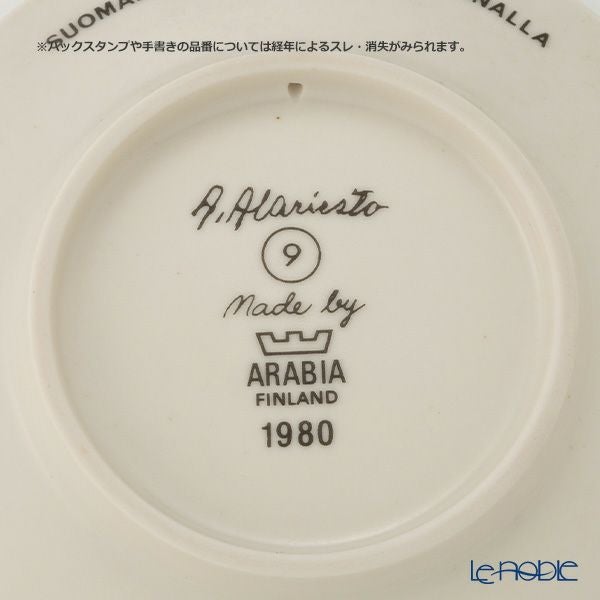 SUOMA
NALLA
※バックスタンプや手書きの品番については経年によるスレ・消失がみられます。
A. Alariesto
9
Made by
ARABIA
FINLAND
1980
Le-noble